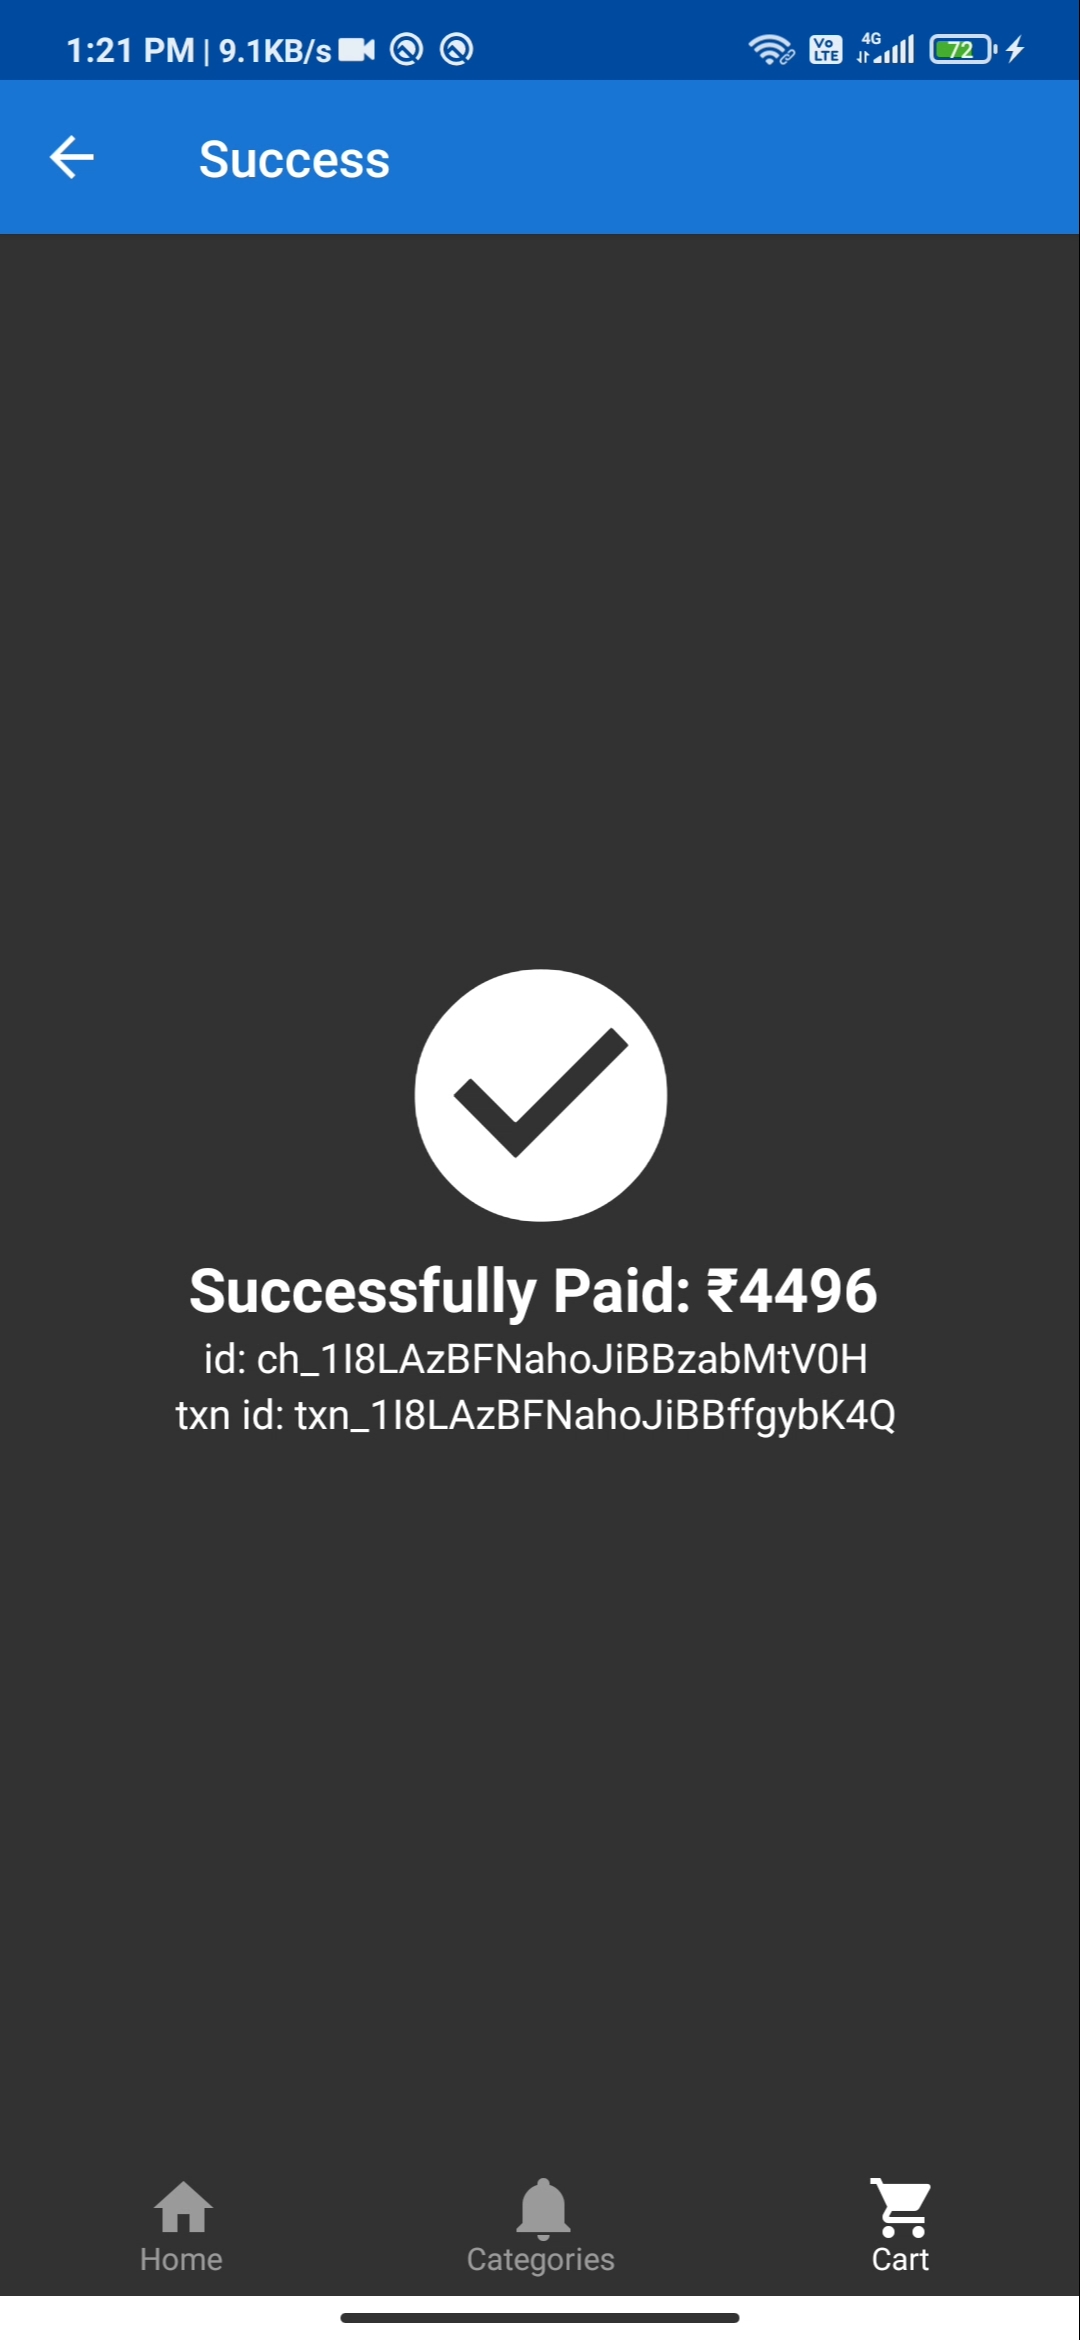 1:21 PM | 9.1KB/s
Vo LTE
4G
72
Success
Successfully Paid: ₹4496
id: ch_1I8LAzBFNahoJiBBzabMtV0H
txn id: txn_1I8LAzBFNahoJiBBffgybK4Q
Home
Categories
Cart